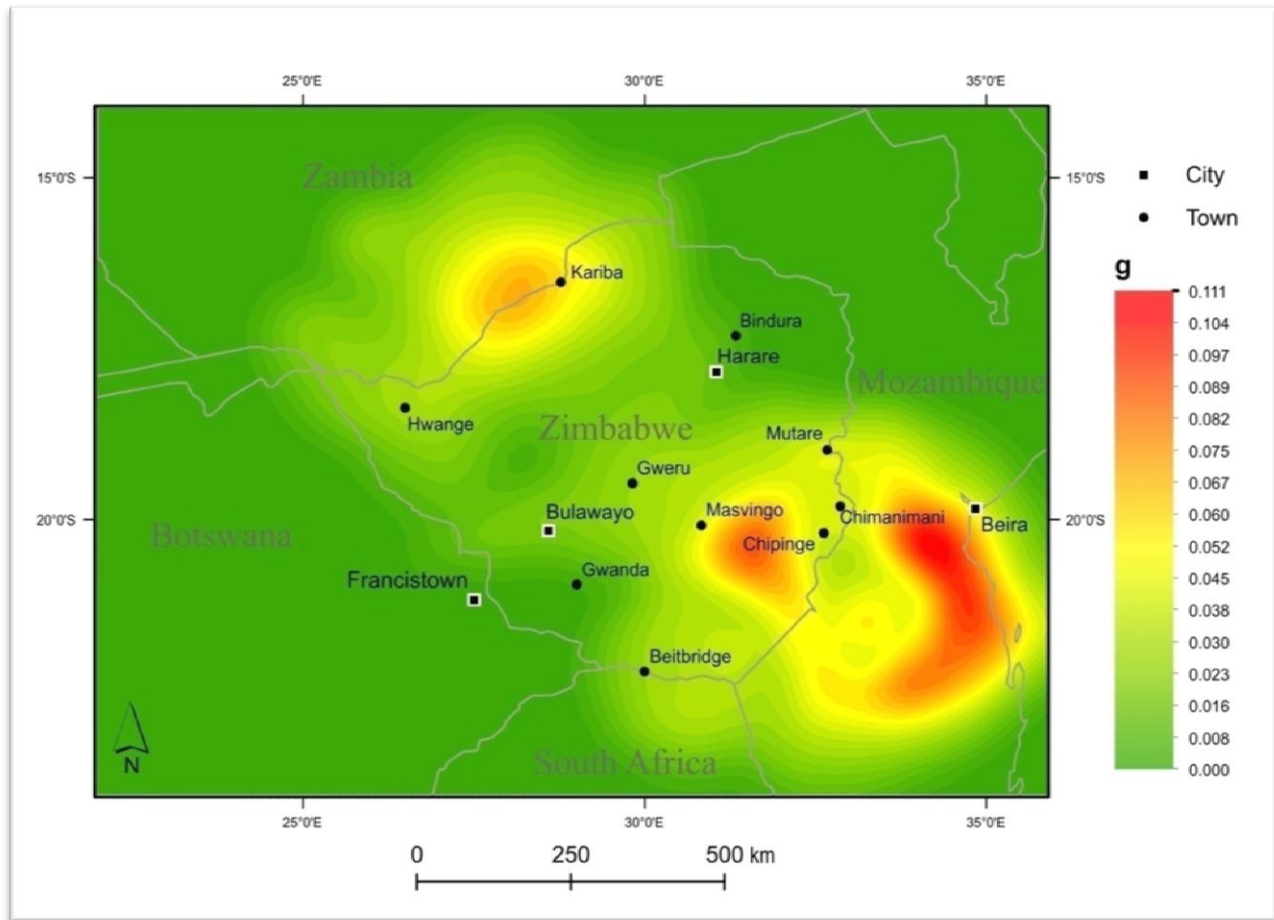 25°0'E 30°0'E 35°0'E
15°0'S
15°0'S
20°0'S
20°0'S
Zambia
Kariba
Bindura
Harare
Mozambique
Hwange
Zimbabwe
Mutare
Gweru
Bulawayo
Masvingo
Chimanimani
Beira
Chipinge
Botswana
Gwanda
Francistown
Beitbridge
South Africa
N
25°0'E 30°0'E 35°0'E
0 250 500 km
City
Town
g
0.111
0.104
0.097
0.089
0.082
0.075
0.067
0.060
0.052
0.045
0.038
0.030
0.023
0.016
0.008
0.000